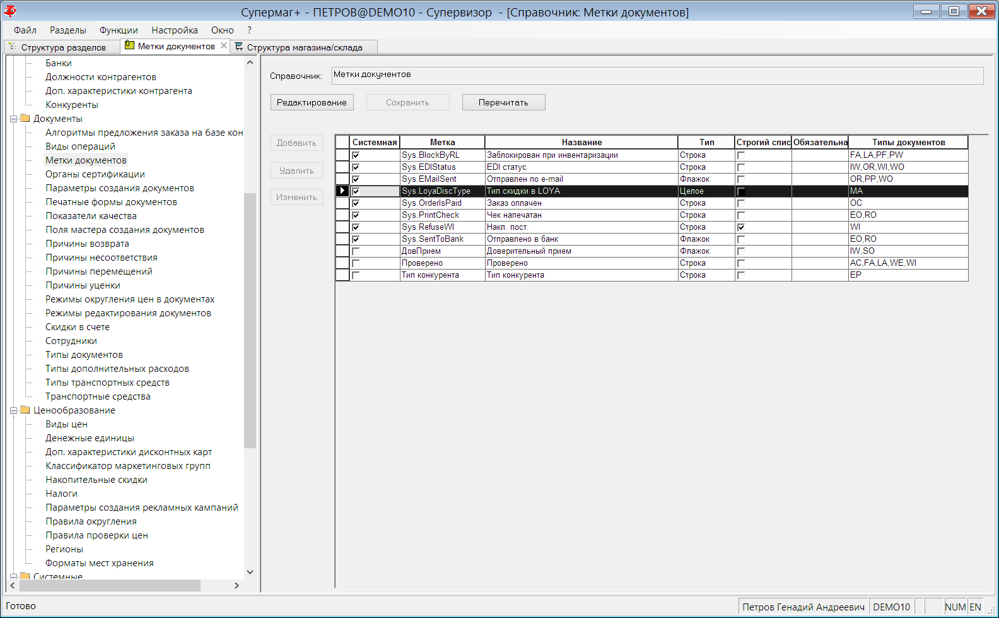 Супермаг+ - ПЕТРОВ@DEMO10 - Супервизор - [Справочник: Метки документов]
Файл Разделы Функции Настройка Окно ?
Структура разделов Метки документов Структура магазина/склада
Банки
Должности контрагентов
Доп. характеристики контрагента
Конкуренты
Документы
Алгоритмы предложения заказа на базе кон
Виды операций
Метки документов
Органы сертификации
Параметры создания документов
Печатные формы документов
Показатели качества
Поля мастера создания документов
Причины возврата
Причины несоответствия
Причины перемещений
Причины уценки
Режимы округления цен в документах
Режимы редактирования документов
Скидки в счете
Сотрудники
Типы документов
Типы дополнительных расходов
Типы транспортных средств
Транспортные средства
Ценообразование
Виды цен
Денежные единицы
Доп. характеристики дисконтных карт
Классификатор маркетинговых групп
Накопительные скидки
Налоги
Параметры создания рекламных кампаний
Правила округления
Правила проверки цен
Регионы
Форматы мест хранения
Системные
Справочник: Метки документов
Редактирование Сохранить Перечитать
Добавить
Удалить
Изменить
Системная Метка Название Тип Строгий спис Обязательна Типы документов
Sys.BlockByRL Заблокирован при инвентаризации Строка FA,LA,PF,PW
Sys.EDIStatus EDI статус Строка IW,OR,WI,WO
Sys.EMailSent Отправлен по e-mail Флажок OR,PP,WO
Sys.LoyaDiscType Тип скидки в LOYA Целое MA
Sys.OrderIsPaid Заказ оплачен Строка OC
Sys.PrintCheck Чек напечатан Строка EO,RO
Sys.RefuseWI Накл. пост. Строка WI
Sys.SentToBank Отправлено в банк Флажок EO,RO
ДовПрием Доверительный прием Флажок IW,SO
Проверено Проверено Строка AC,FA,LA,WE,WI
Тип конкурента Тип конкурента Строка EP
Готово Петров Генадий Андреевич DEMO10 NUM EN